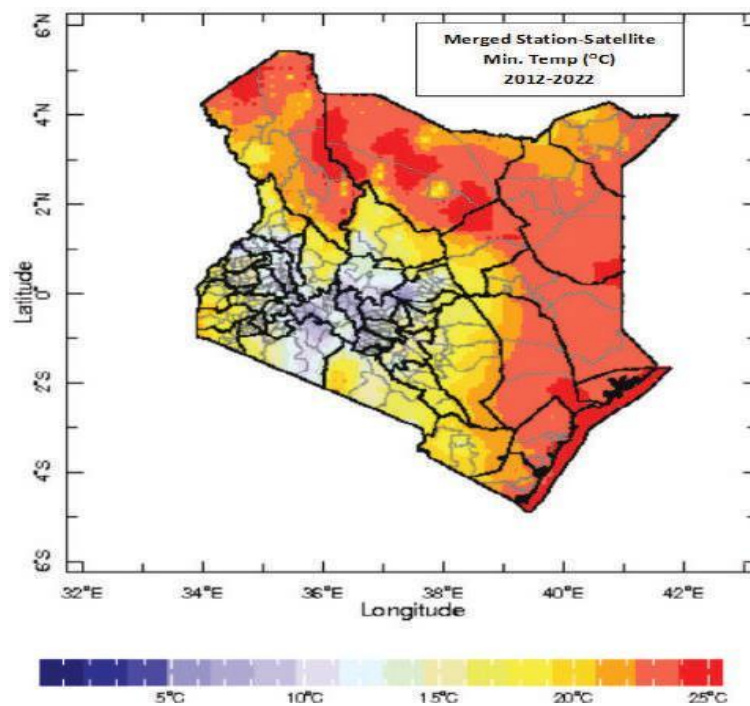 Merged Station-Satellite
Min. Temp (°C)
2012-2022
6°N
4°N
2°N
0°
2°S
4°S
6°S
Latitude
32°E 34°E 36°E 38°E 40°E 42°E
Longitude
5°C 10°C 15°C 20°C 25°C